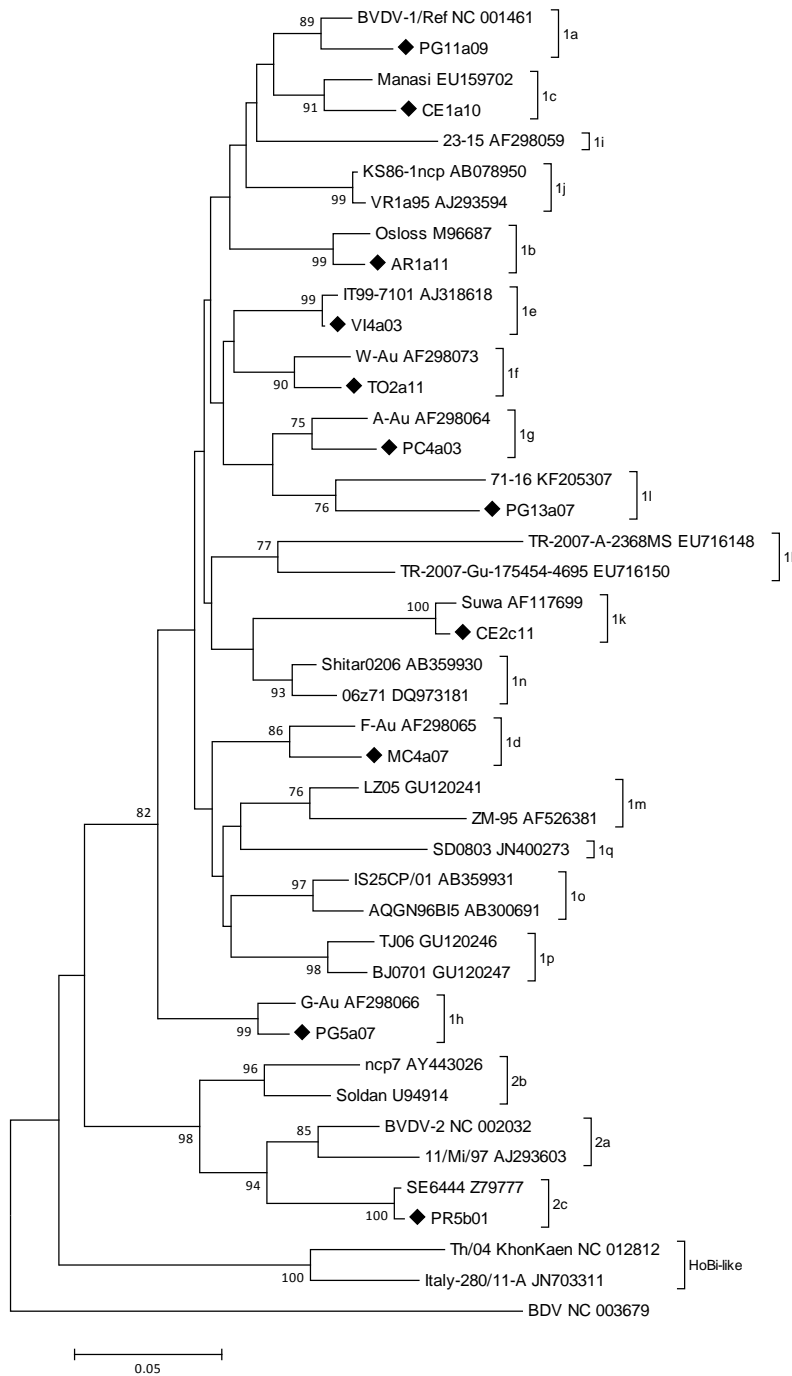 BVDV-1/Ref NC 001461
89
1a
PG11a09
Manasi EU159702
1c
91
CE1a10
23-15 AF298059
1i
KS86-1ncp AB078950
1j
99
VR1a95 AJ293594
Osloss M96687
1b
99
AR1a11
IT99-7101 AJ318618
99
1e
VI4a03
W-Au AF298073
1f
90
TO2a11
A-Au AF298064
75
1g
PC4a03
71-16 KF205307
1l
76
PG13a07
TR-2007-A-2368MS EU716148
77
TR-2007-Gu-175454-4695 EU716150
Suwa AF117699
100
1k
CE2c11
Shitar0206 AB359930
1n
93
06z71 DQ973181
F-Au AF298065
86
1d
MC4a07
LZ05 GU120241
76
1m
ZM-95 AF526381
82
SD0803 JN400273
1q
IS25CP/01 AB359931
97
1o
AQGN96BI5 AB300691
TJ06 GU120246
1p
98
BJ0701 GU120247
G-Au AF298066
1h
99
PG5a07
ncp7 AY443026
96
2b
Soldan U94914
98
BVDV-2 NC 002032
85
2a
11/Mi/97 AJ293603
94
SE6444 Z79777
2c
100
PR5b01
Th/04 KhonKaen NC 012812
HoBi-like
100
Italy-280/11-A JN703311
BDV NC 003679
0.05